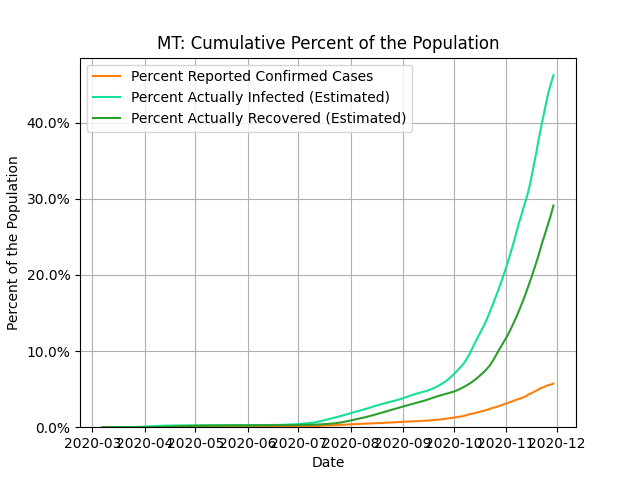 MT: Cumulative Percent of the Population
Percent Reported Confirmed Cases
Percent Actually Infected (Estimated)
Percent Actually Recovered (Estimated)
40.0%
30.0%
20.0%
10.0%
0.0%
Percent of the Population
2020-03 2020-04 2020-05 2020-06 2020-07 2020-08 2020-09 2020-10 2020-11 2020-12
Date